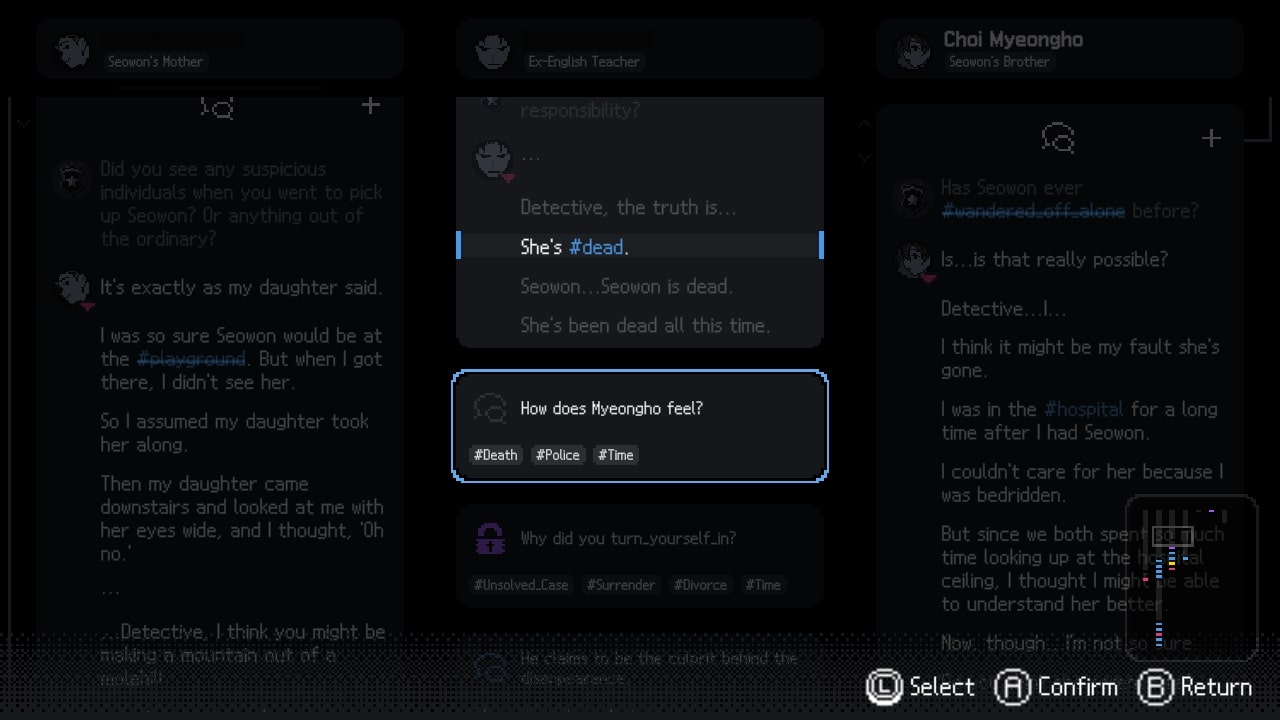 Seowon's Mother
Did you see any suspicious
individuals when you went to pick
up Seowon? Or anything out of
the ordinary?
It's exactly as my daughter said.
I was so sure Seowon would be at
the #playground. But when I got
there, I didn't see her.
So I assumed my daughter took
her along.
Then my daughter came
downstairs and looked at me with
her eyes wide, and I thought, 'Oh
no.'
...
...Detective, I think you might be
making a mountain out of a
molehill
Ex-English Teacher
responsibility?
...
Detective, the truth is...
She's #dead.
Seowon...Seowon is dead.
She's been dead all this time.
How does Myeongho feel?
#Death #Police #Time
Why did you turn_yourself_in?
#Unsolved_Case #Surrender #Divorce #Time
He claims to be the culprit behind the
disappearance
Choi Myeongho
Seowon's Brother
Has Seowon ever
#wandered_off_alone before?
Is...is that really possible?
Detective...I...
I think it might be my fault she's
gone.
I was in the #hospital for a long
time after I had Seowon.
I couldn't care for her because I
was bedridden.
But since we both spent so much
time looking up at the hospital
ceiling, I thought I might be able
to understand her better.
Now, though...I'm not so sure.
L Select A Confirm B Return